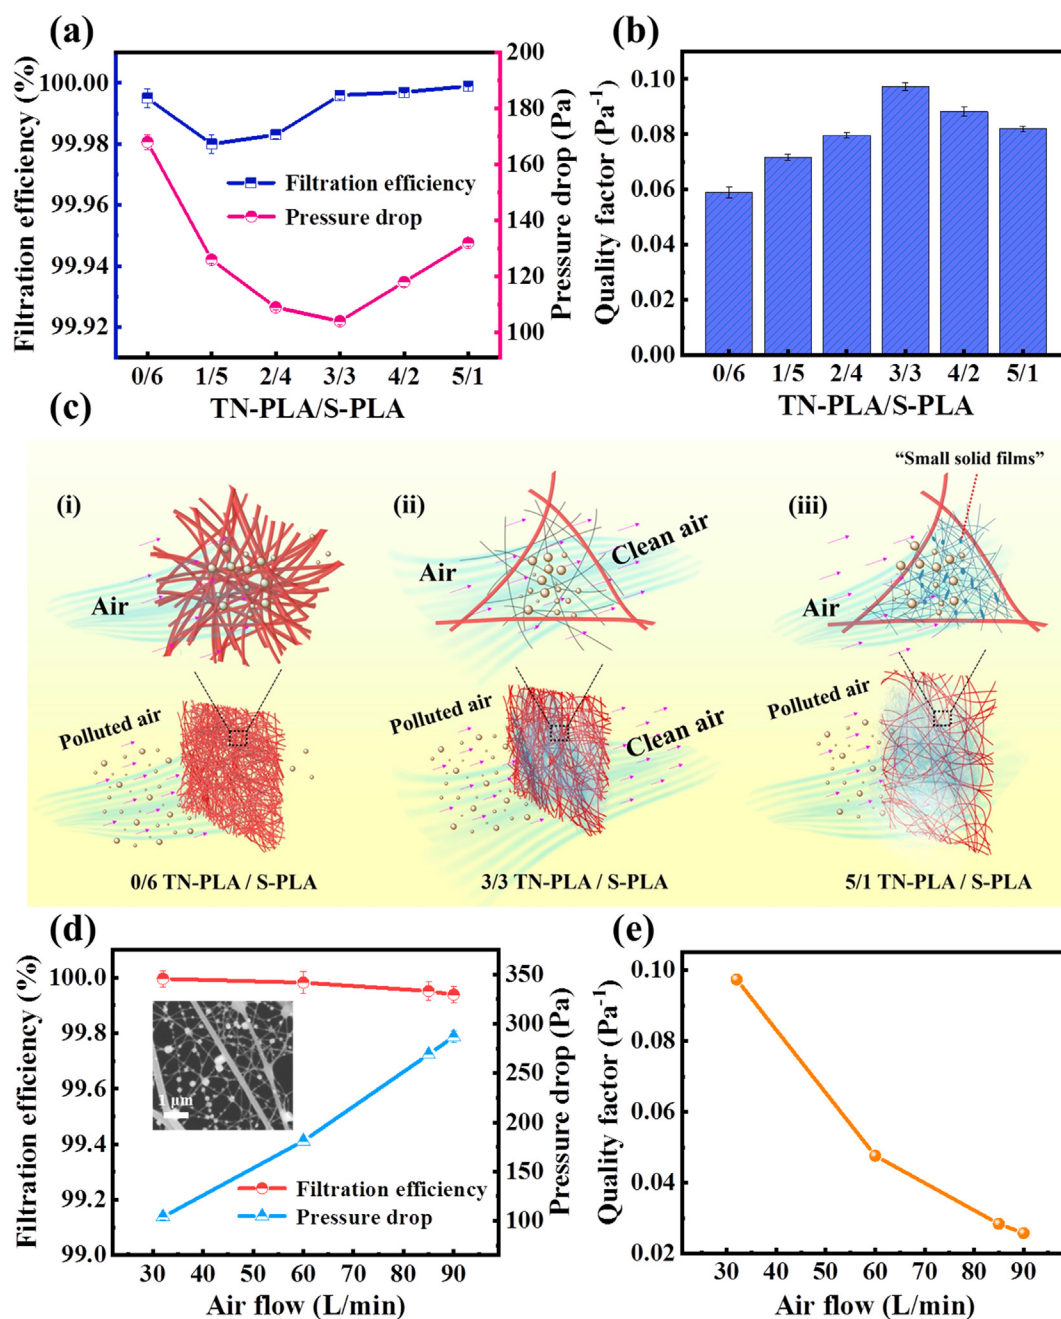 (a)
Filtration efficiency (%)
100.00
99.98
99.96
99.94
99.92
Filtration efficiency
Pressure drop
200
180
160
140
120
100
Pressure drop (Pa)
0/6 1/5 2/4 3/3 4/2 5/1
TN-PLA/S-PLA
(b)
Quality factor (Pa⁻¹)
0.10
0.08
0.06
0.04
0.02
0.00
0/6 1/5 2/4 3/3 4/2 5/1
TN-PLA/S-PLA
(c)
(i)
Air
Polluted air
0/6 TN-PLA / S-PLA
(ii)
Air
Clean air
Polluted air
Clean air
3/3 TN-PLA / S-PLA
“Small solid films”
(iii)
Air
Polluted air
5/1 TN-PLA / S-PLA
(d)
Filtration efficiency (%)
100.0
99.8
99.6
99.4
99.2
99.0
1 μm
Filtration efficiency
Pressure drop
350
300
250
200
150
100
Pressure drop (Pa)
30 40 50 60 70 80 90
Air flow (L/min)
(e)
Quality factor (Pa⁻¹)
0.10
0.08
0.06
0.04
0.02
30 40 50 60 70 80 90
Air flow (L/min)